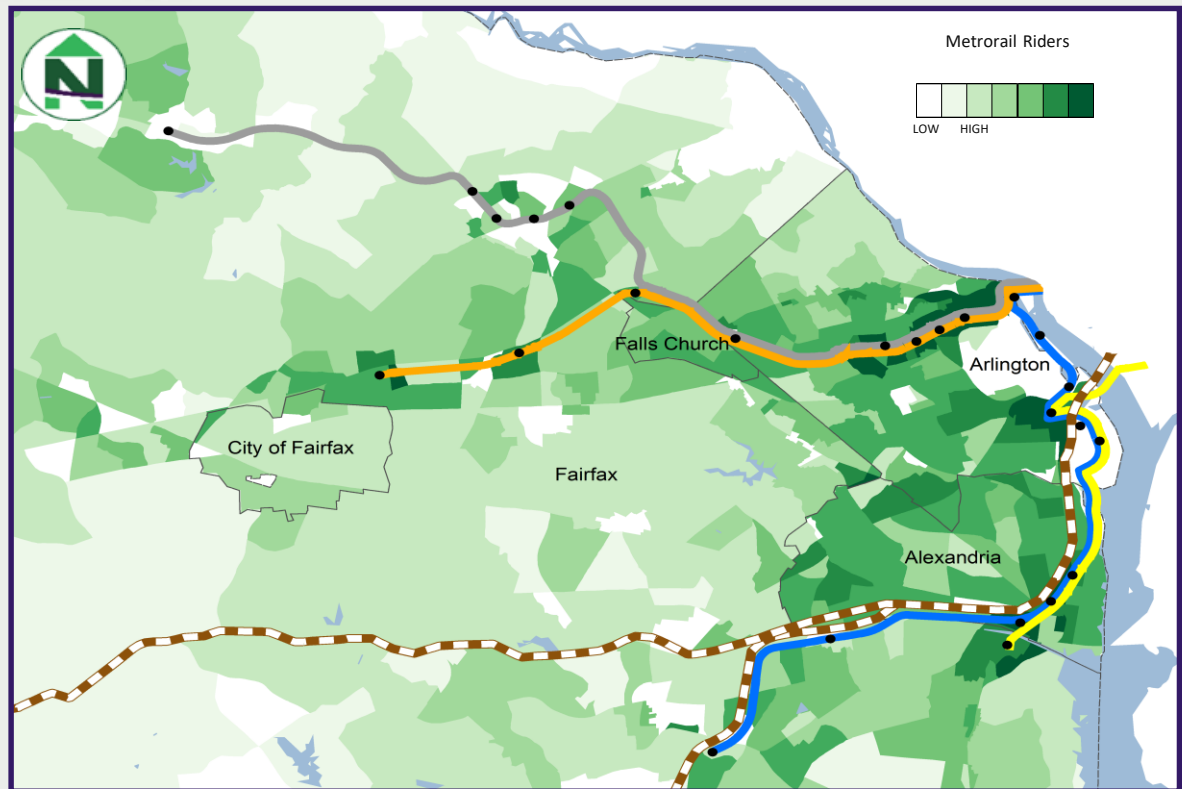 N
Metrorail Riders
LOW HIGH
Falls Church
Arlington
City of Fairfax
Fairfax
Alexandria